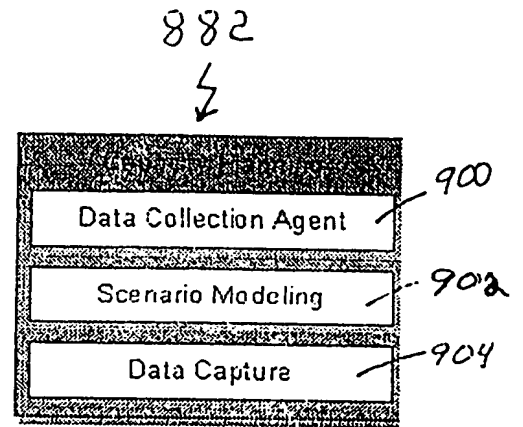 882
900
Data Collection Agent
Scenario Modeling
902
Data Capture
904